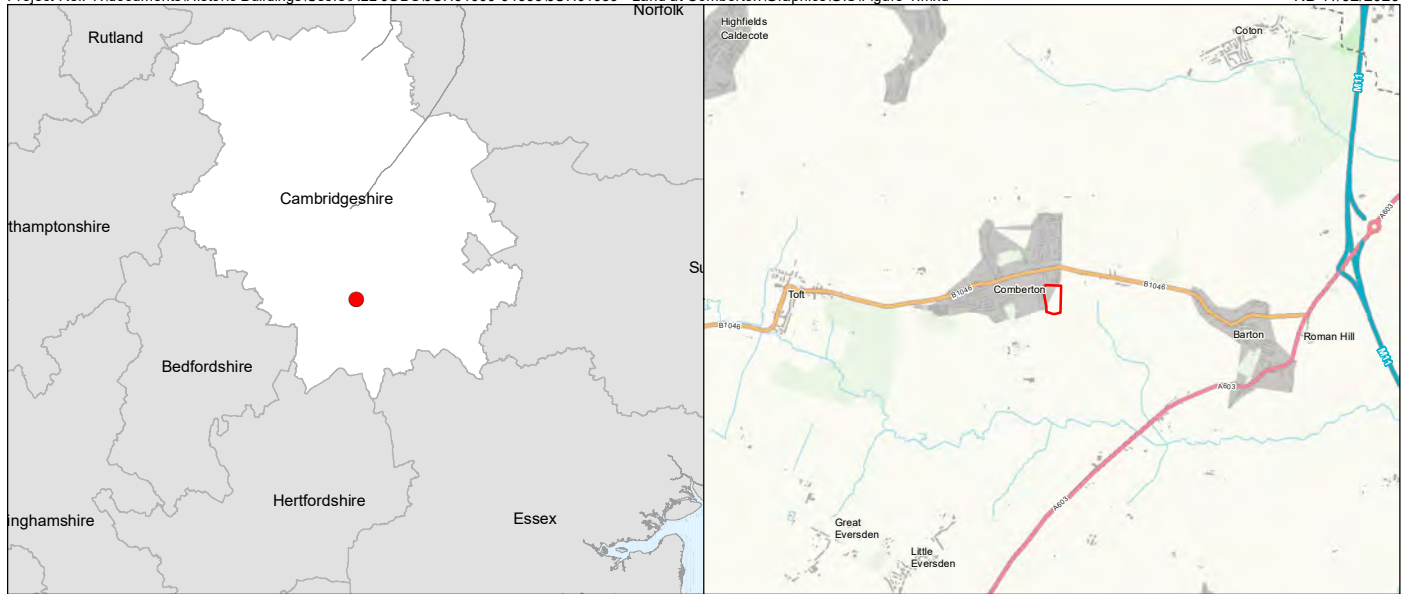 Norfolk
Rutland
Cambridgeshire
thamptonshire
Su
Bedfordshire
Hertfordshire
inghamshire
Essex
Highfields
Caldecote
Coton
M11
A603
Toft
Comberton
B1046
B1046
B1046
Barton
Roman Hill
M11
A603
A603
Great
Eversden
Little
Eversden